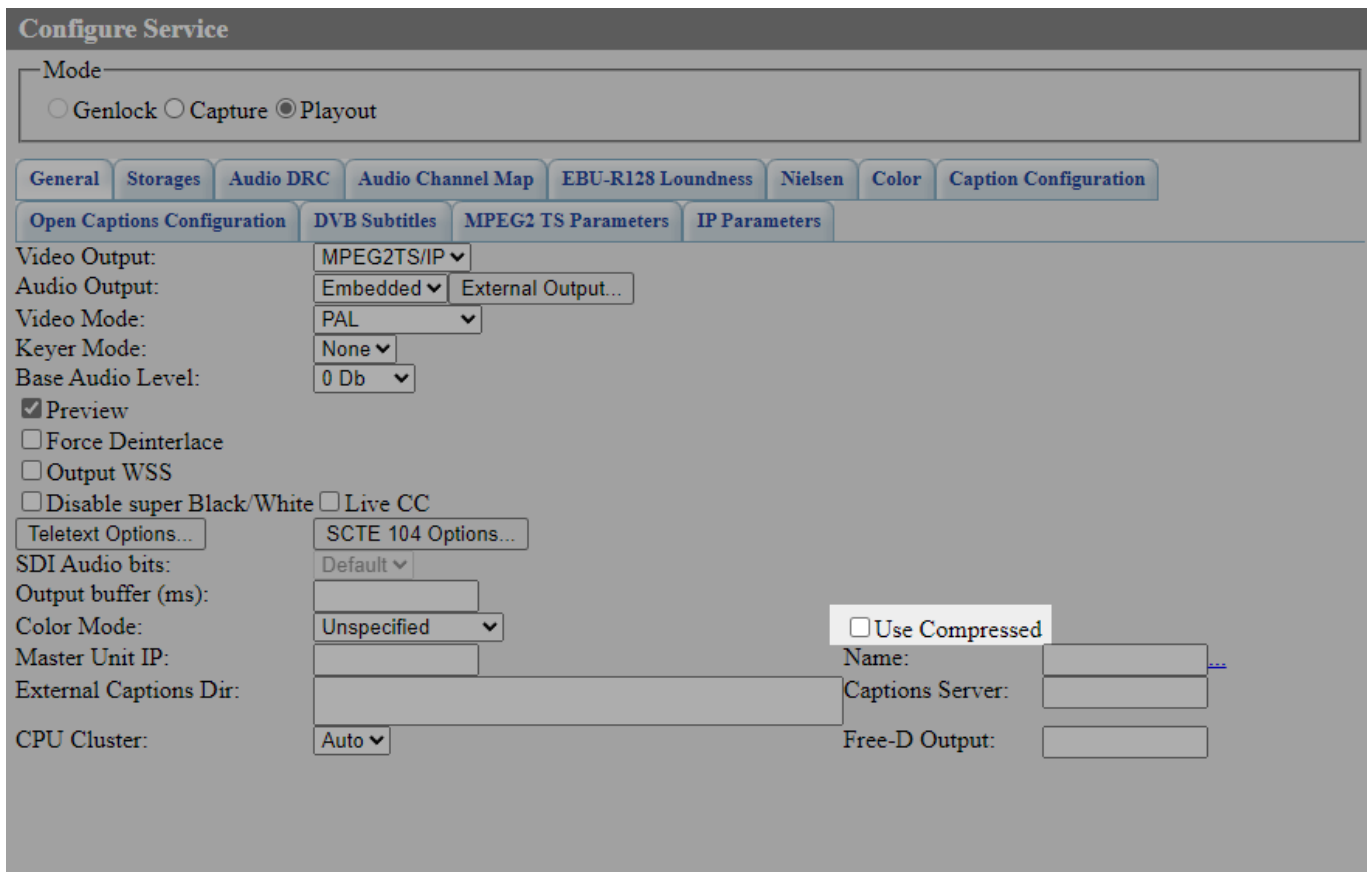 Configure Service
Mode
Genlock Capture Playout
General Storages Audio DRC Audio Channel Map EBU-R128 Loundness Nielsen Color Caption Configuration
Open Captions Configuration DVB Subtitles MPEG2 TS Parameters IP Parameters
Video Output: MPEG2TS/IP
Audio Output: Embedded External Output...
Video Mode: PAL
Keyer Mode: None
Base Audio Level: 0 Db
Preview
Force Deinterlace
Output WSS
Disable super Black/White Live CC
Teletext Options... SCTE 104 Options...
SDI Audio bits: Default
Output buffer (ms):
Color Mode: Unspecified Use Compressed
Master Unit IP: Name: ...
External Captions Dir: Captions Server:
CPU Cluster: Auto Free-D Output: